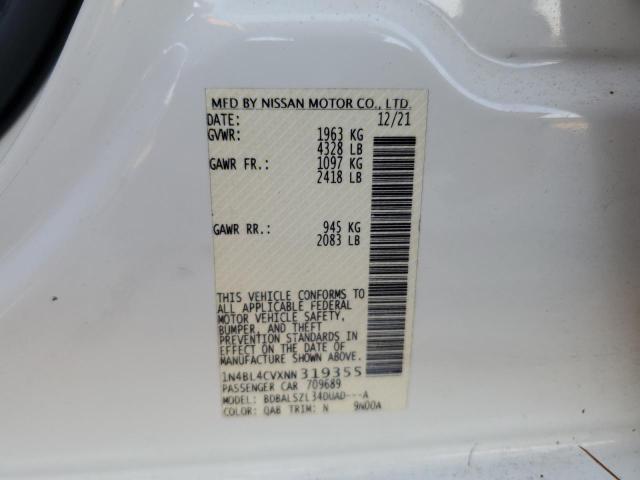 MFD BY NISSAN MOTOR CO., LTD.
DATE: 12/21
GVWR: 1963 KG
4328 LB
GAWR FR.: 1097 KG
2418 LB
GAWR RR.: 945 KG
2083 LB
THIS VEHICLE CONFORMS TO
ALL APPLICABLE FEDERAL
MOTOR VEHICLE SAFETY,
BUMPER, AND THEFT
PREVENTION STANDARDS IN
EFFECT ON THE DATE OF
MANUFACTURE SHOWN ABOVE.
1N4BL4CVXNN319355
PASSENGER CAR 709689
MODEL: BDBALSZL34DUAD---A
COLOR: QAB TRIM: N 9N00A